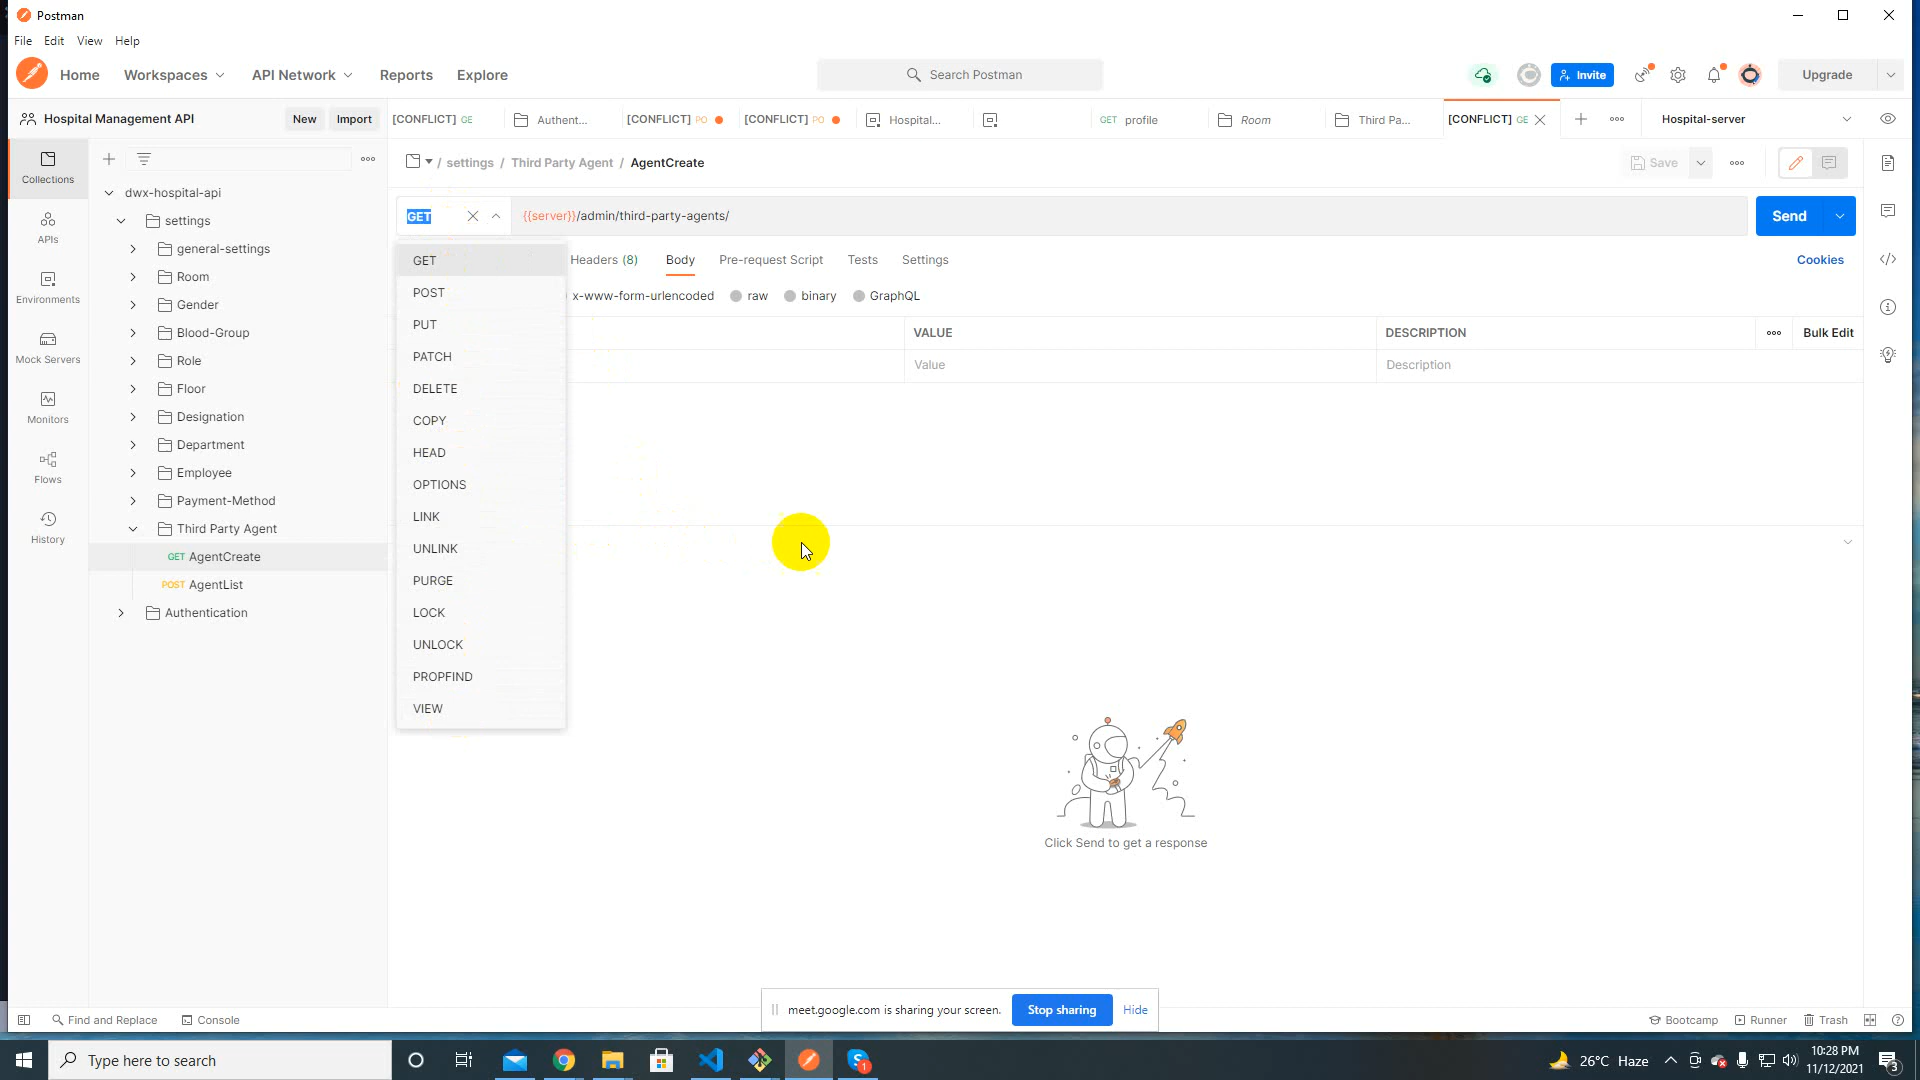 Postman
File Edit View Help
Home Workspaces API Network Reports Explore
Search Postman
Invite
Upgrade
Hospital Management API
New Import
[CONFLICT] GE
Authent...
[CONFLICT] PO
[CONFLICT] PO
Hospital...
GET profile
Room
Third Pa...
[CONFLICT] GE
Hospital-server
Collections
APIs
Environments
Mock Servers
Monitors
Flows
History
dwx-hospital-api
settings
general-settings
Room
Gender
Blood-Group
Role
Floor
Designation
Department
Employee
Payment-Method
Third Party Agent
GET AgentCreate
POST AgentList
Authentication
/ settings / Third Party Agent / AgentCreate
Save
GET
{{server}}/admin/third-party-agents/
Send
Headers (8) Body Pre-request Script Tests Settings
Cookies
x-www-form-urlencoded raw binary GraphQL
VALUE DESCRIPTION
Bulk Edit
Value Description
GET
POST
PUT
PATCH
DELETE
COPY
HEAD
OPTIONS
LINK
UNLINK
PURGE
LOCK
UNLOCK
PROPFIND
VIEW
Click Send to get a response
meet.google.com is sharing your screen.
Stop sharing
Hide
Find and Replace Console
Bootcamp Runner Trash
Type here to search
1
26°C Haze
10:28 PM
11/12/2021
3